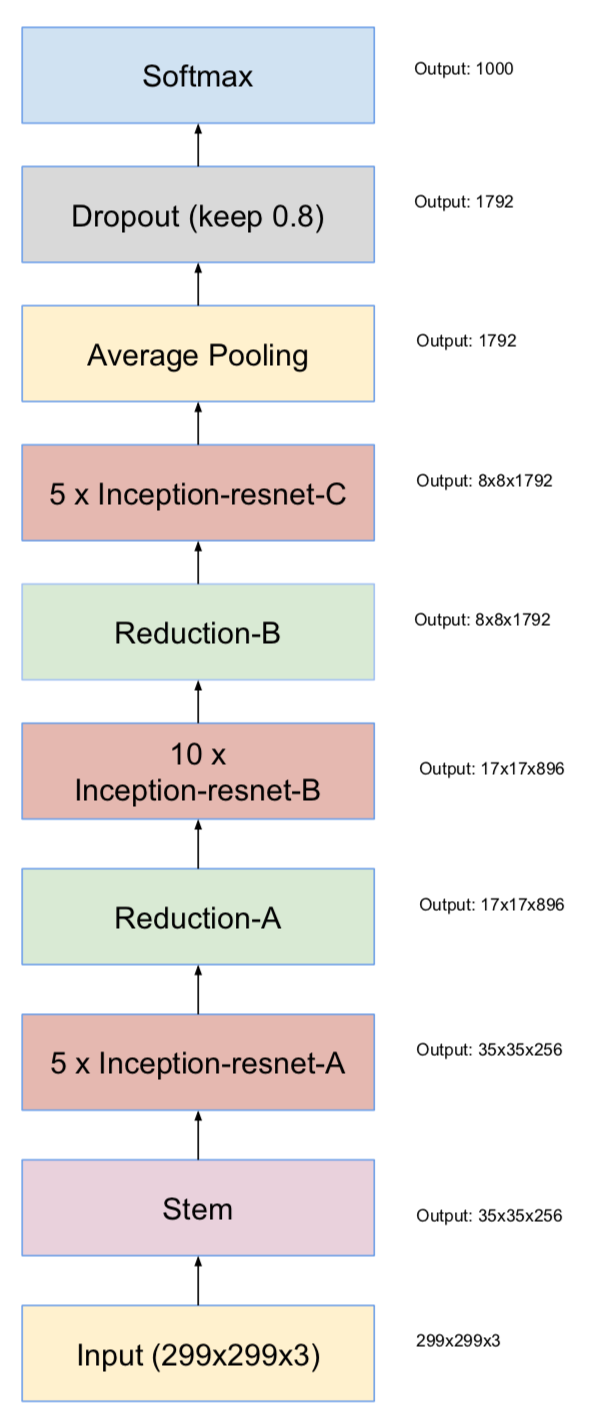 Softmax
Output: 1000
Dropout (keep 0.8)
Output: 1792
Average Pooling
Output: 1792
5 x Inception-resnet-C
Output: 8x8x1792
Reduction-B
Output: 8x8x1792
10 x
Inception-resnet-B
Output: 17x17x896
Reduction-A
Output: 17x17x896
5 x Inception-resnet-A
Output: 35x35x256
Stem
Output: 35x35x256
Input (299x299x3)
299x299x3